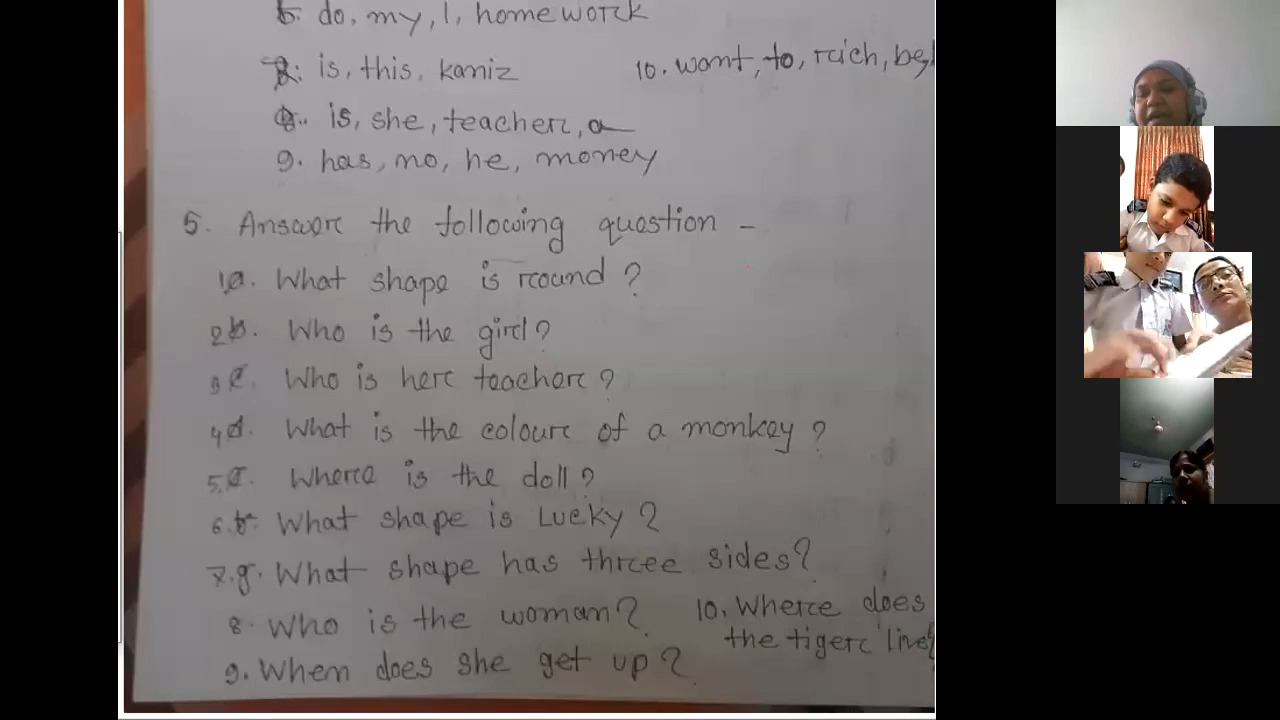 6. do, my, I, homework
7. is, this, kaniz
10. want, to, rich, be,
8. is, she, teacher, a
9. has, no, he, money
5. Answer the following question -
1. What shape is round ?
2. Who is the girl?
3. Who is her teacher ?
4. What is the colour of a monkey ?
5. Where is the doll ?
6. What shape is Lucky ?
7. What shape has three sides?
8. Who is the woman?
9. When does she get up ?
10. Where does
the tiger live?